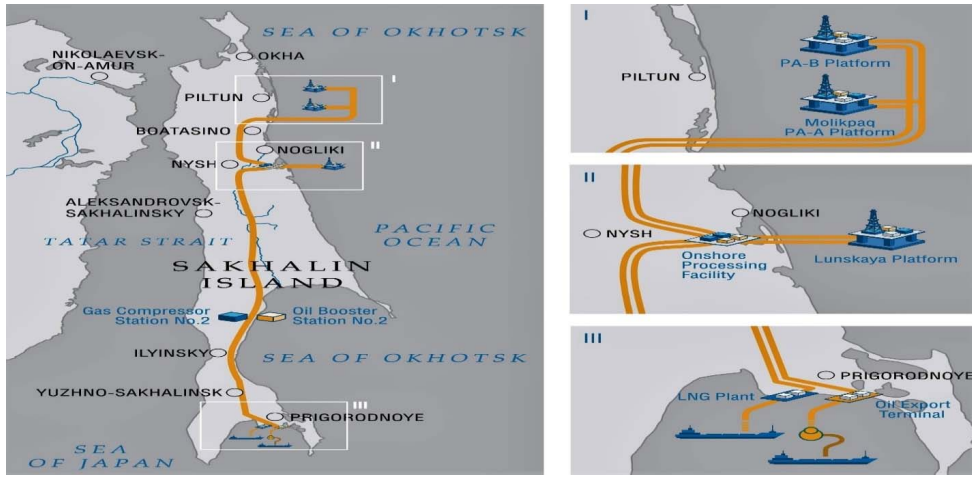 SEA OF OKHOTSK
NIKOLAEVSK-
ON-AMUR
OKHA
I
PILTUN
BOATASINO
II
NOGLIKI
NYSH
ALEKSANDROVSK-
SAKHALINSKY
TATAR STRAIT
PACIFIC
OCEAN
SAKHALIN
ISLAND
Gas Compressor
Station No.2
Oil Booster
Station No.2
ILYINSKY
SEA OF OKHOTSK
YUZHNO-SAKHALINSK
III
PRIGORODNOYE
SEA
OF JAPAN
I
PA-B Platform
PILTUN
Molikpaq
PA-A Platform
II
NOGLIKI
NYSH
Onshore
Processing
Facility
Lunskaya Platform
III
PRIGORODNOYE
LNG Plant
Oil Export
Terminal